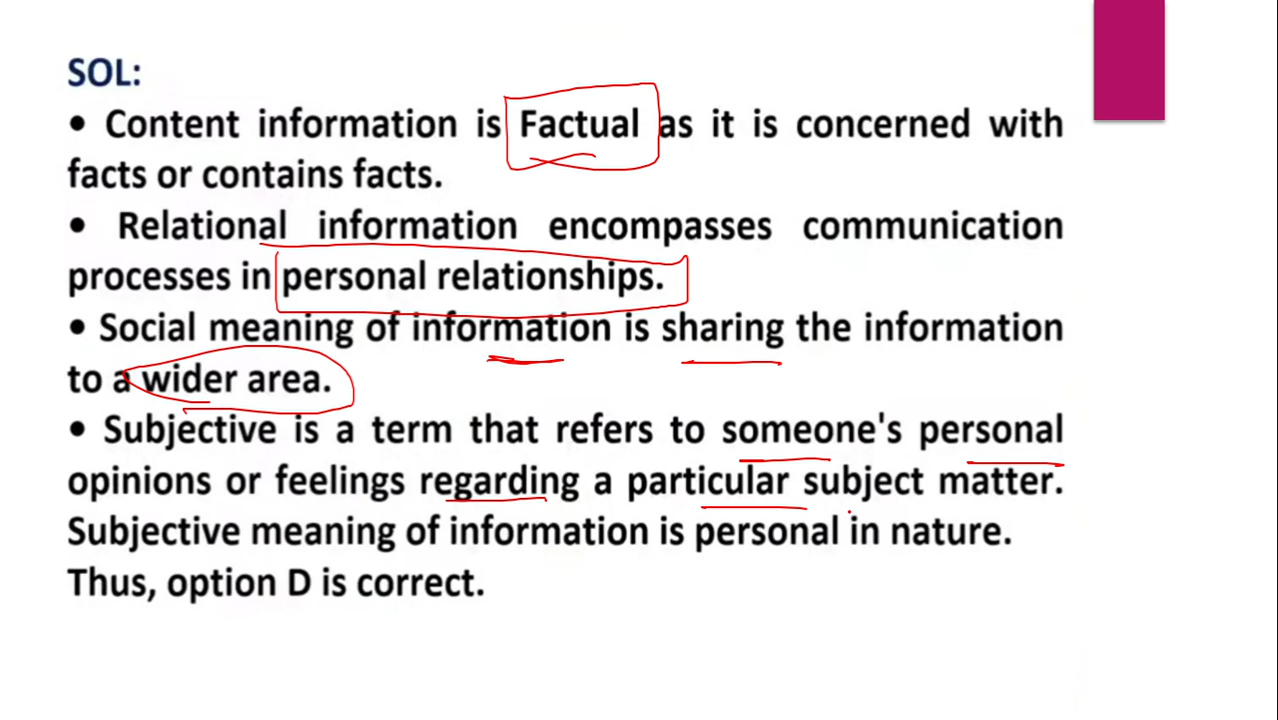 SOL:
• Content information is Factual as it is concerned with
facts or contains facts.
• Relational information encompasses communication
processes in personal relationships.
• Social meaning of information is sharing the information
to a wider area.
• Subjective is a term that refers to someone's personal
opinions or feelings regarding a particular subject matter.
Subjective meaning of information is personal in nature.
Thus, option D is correct.